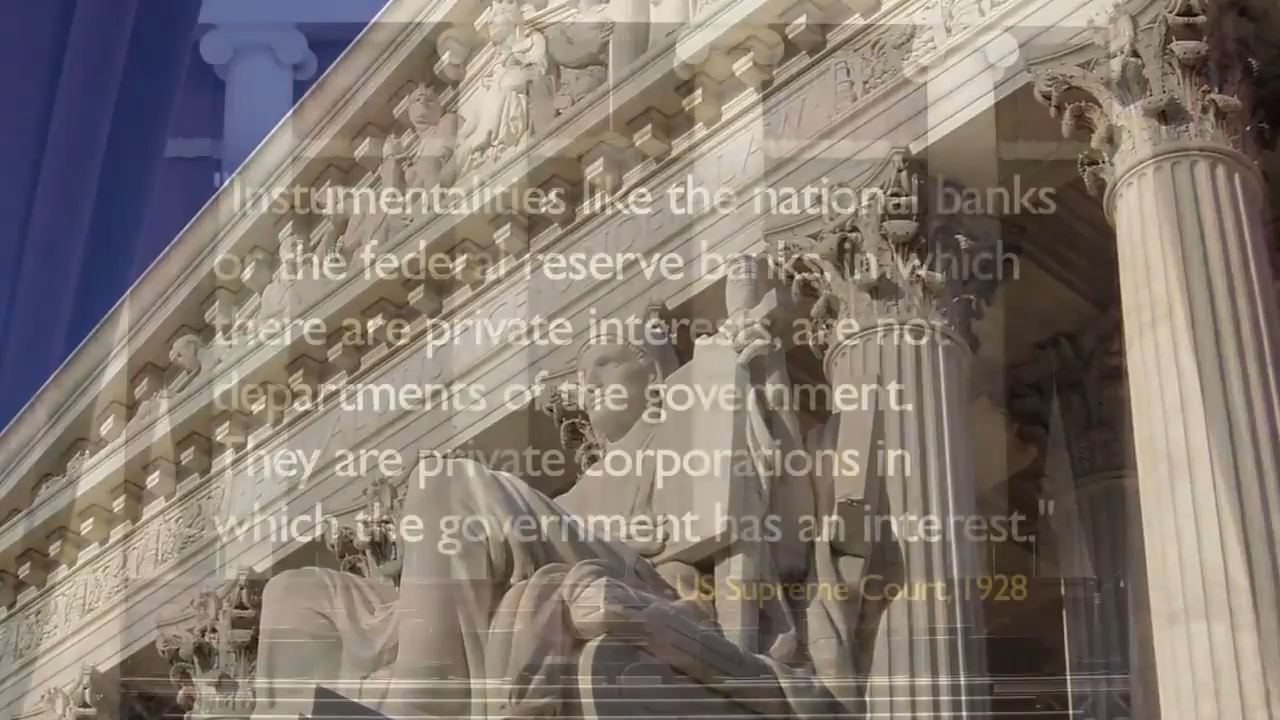 "Instumentalities like the national banks
or the federal reserve banks, in which
there are private interests, are not
departments of the government.
They are private corporations in
which the government has an interest."
US Supreme Court, 1928